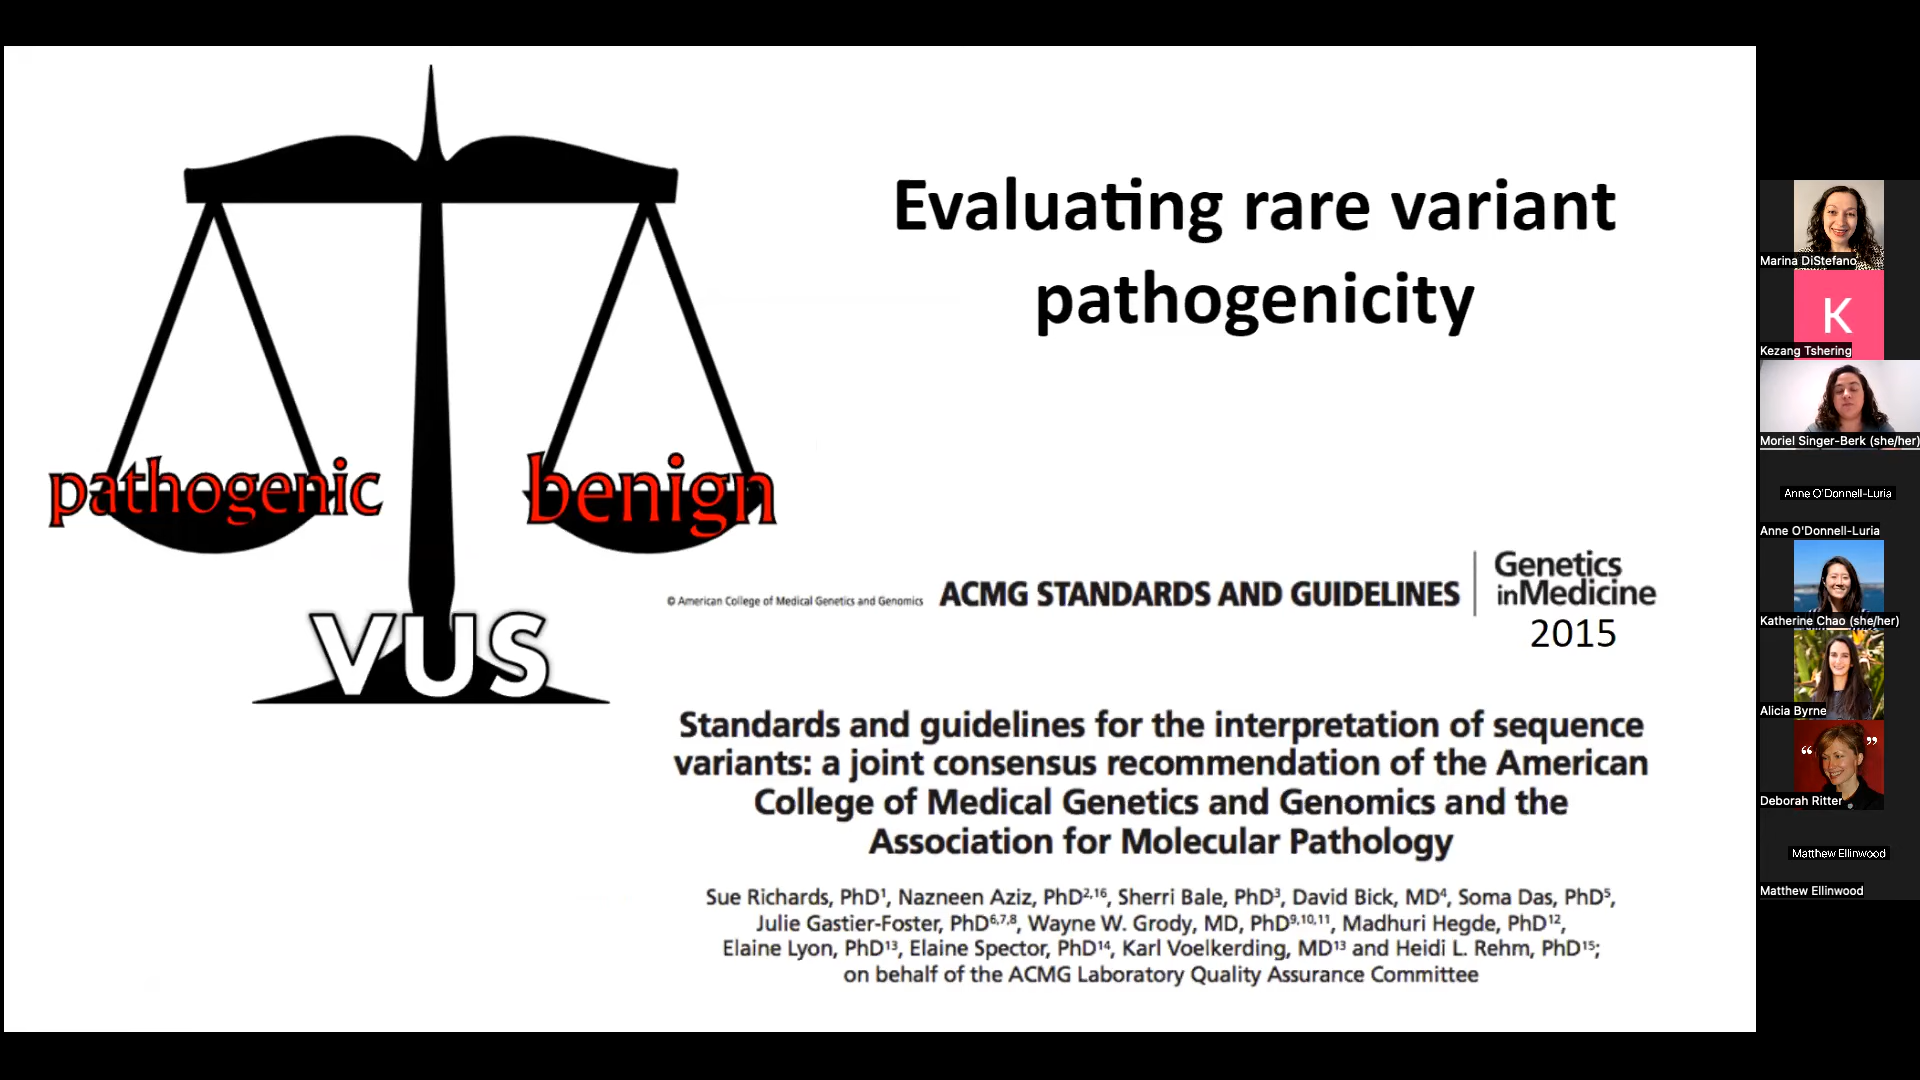 Evaluating rare variant
pathogenicity
pathogenic
benign
VUS
© American College of Medical Genetics and Genomics
ACMG STANDARDS AND GUIDELINES
Genetics
inMedicine
2015
Standards and guidelines for the interpretation of sequence
variants: a joint consensus recommendation of the American
College of Medical Genetics and Genomics and the
Association for Molecular Pathology
Sue Richards, PhD¹, Nazneen Aziz, PhD²,¹⁶, Sherri Bale, PhD³, David Bick, MD⁴, Soma Das, PhD⁵,
Julie Gastier-Foster, PhD⁶,⁷,⁸, Wayne W. Grody, MD, PhD⁹,¹⁰,¹¹, Madhuri Hegde, PhD¹²,
Elaine Lyon, PhD¹³, Elaine Spector, PhD¹⁴, Karl Voelkerding, MD¹³ and Heidi L. Rehm, PhD¹⁵;
on behalf of the ACMG Laboratory Quality Assurance Committee
Marina DiStefano
K
Kezang Tshering
Moriel Singer-Berk (she/her)
Anne O'Donnell-Luria
Anne O'Donnell-Luria
Katherine Chao (she/her)
Alicia Byrne
“ ”
Deborah Ritter
Matthew Ellinwood
Matthew Ellinwood